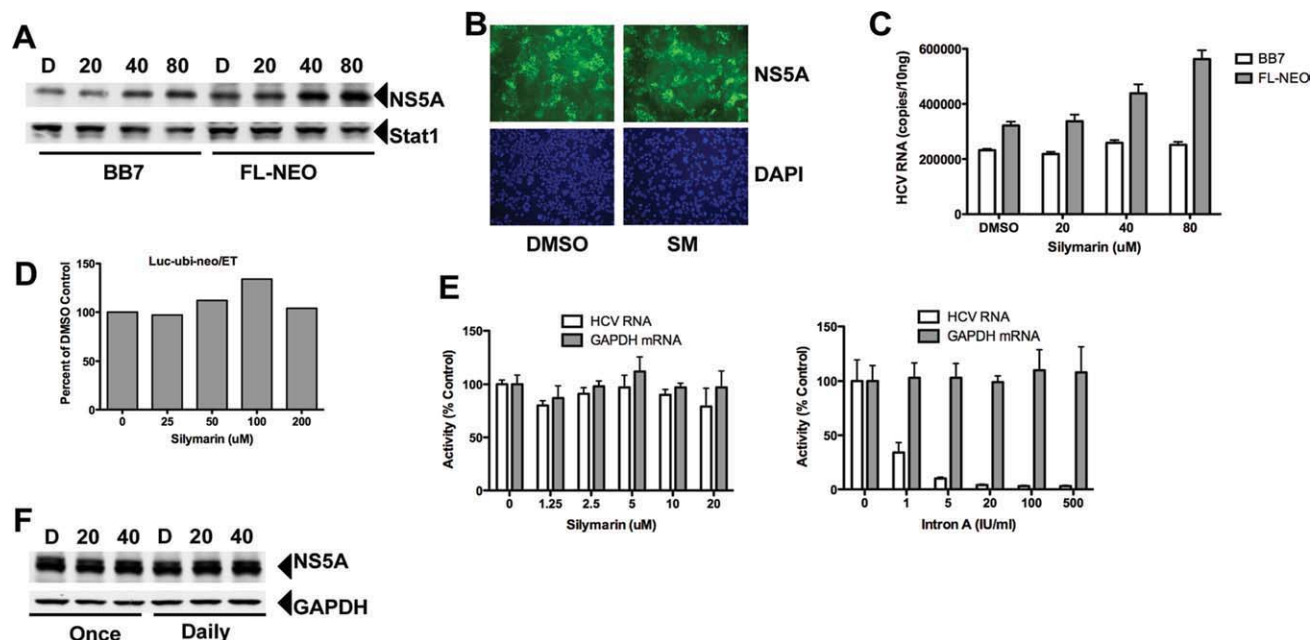 A
D 20 40 80 D 20 40 80
NS5A
Stat1
BB7 FL-NEO
B
NS5A
DAPI
DMSO SM
C
HCV RNA (copies/10ng)
600000
400000
200000
0
DMSO 20 40 80
Silymarin (uM)
BB7
FL-NEO
D
Luc-ubi-neo/ET
Percent of DMSO Control
150
100
50
0
0 25 50 100 200
Silymarin (uM)
E
HCV RNA
GAPDH mRNA
Activity (% Control)
150
100
50
0
0 1.25 2.5 5 10 20
Silymarin (uM)
HCV RNA
GAPDH mRNA
Activity (% Control)
150
100
50
0
0 1 5 20 100 500
Intron A (IU/ml)
F
D 20 40 D 20 40
NS5A
GAPDH
Once Daily